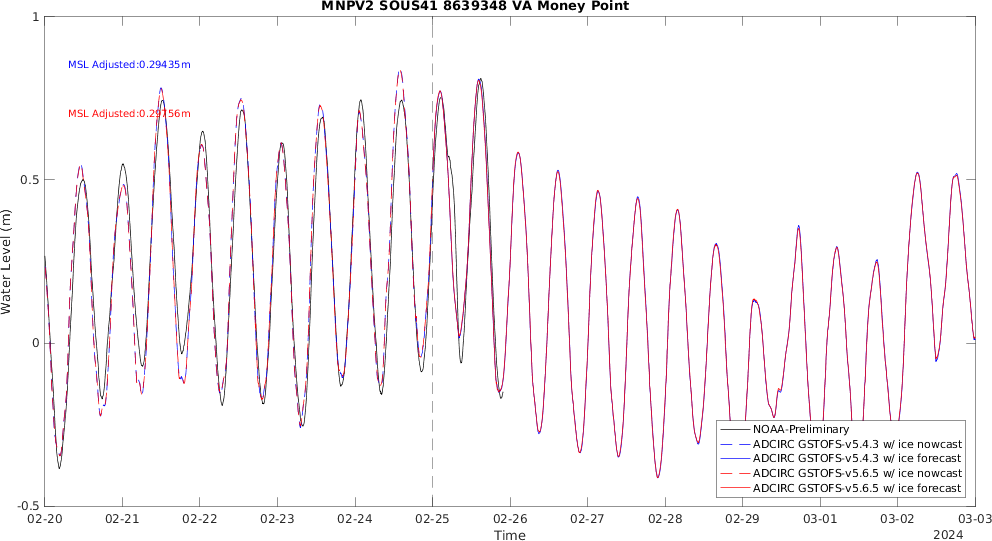 MNPV2 SOUS41 8639348 VA Money Point
1
MSL Adjusted:0.29435m
MSL Adjusted:0.29756m
0.5
Water Level (m)
0
NOAA-Preliminary
ADCIRC GSTOFS-v5.4.3 w/ ice nowcast
ADCIRC GSTOFS-v5.4.3 w/ ice forecast
ADCIRC GSTOFS-v5.6.5 w/ ice nowcast
ADCIRC GSTOFS-v5.6.5 w/ ice forecast
-0.5
02-20 02-21 02-22 02-23 02-24 02-25 02-26 02-27 02-28 02-29 03-01 03-02 03-03
Time
2024